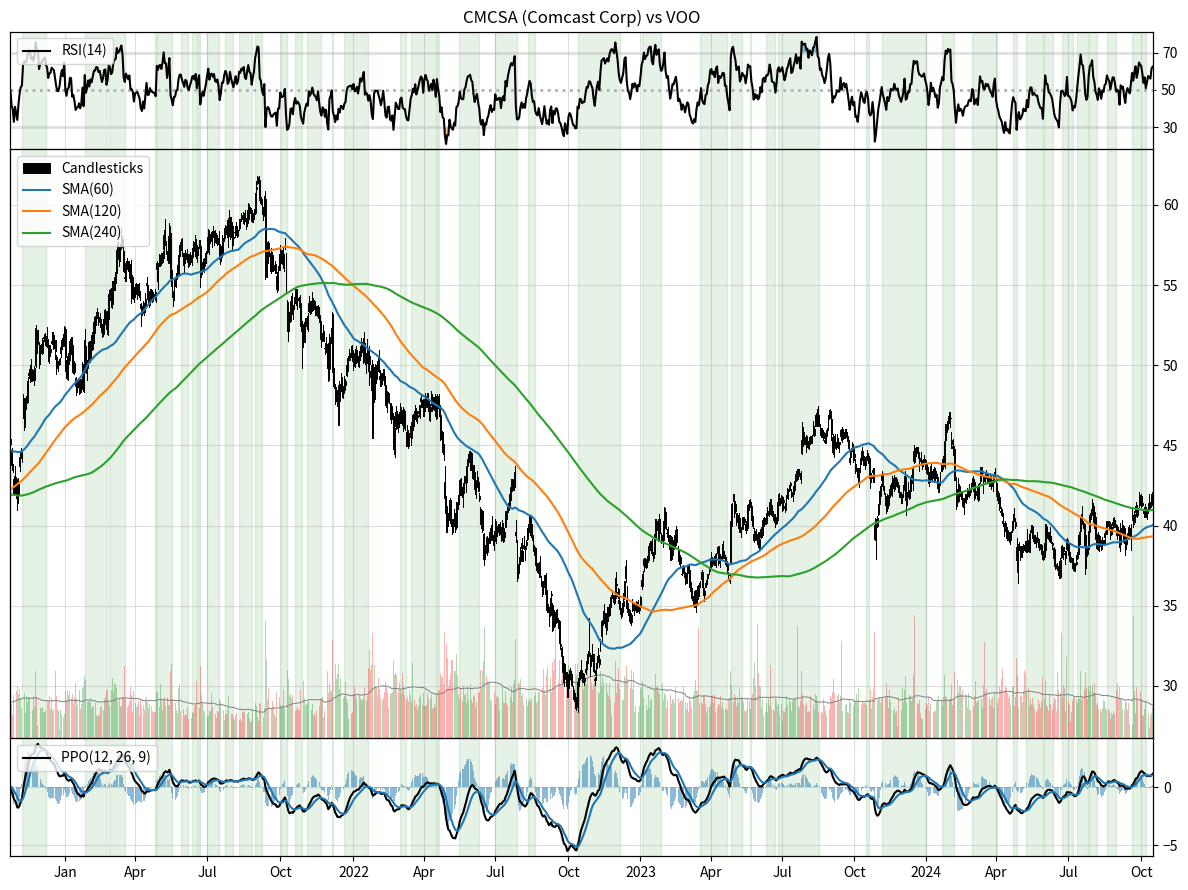 CMCSA (Comcast Corp) vs VOO
RSI(14)
70
50
30
Candlesticks
SMA(60)
SMA(120)
SMA(240)
60
55
50
45
40
35
30
PPO(12, 26, 9)
0
−5
Jan Apr Jul Oct 2022 Apr Jul Oct 2023 Apr Jul Oct 2024 Apr Jul Oct